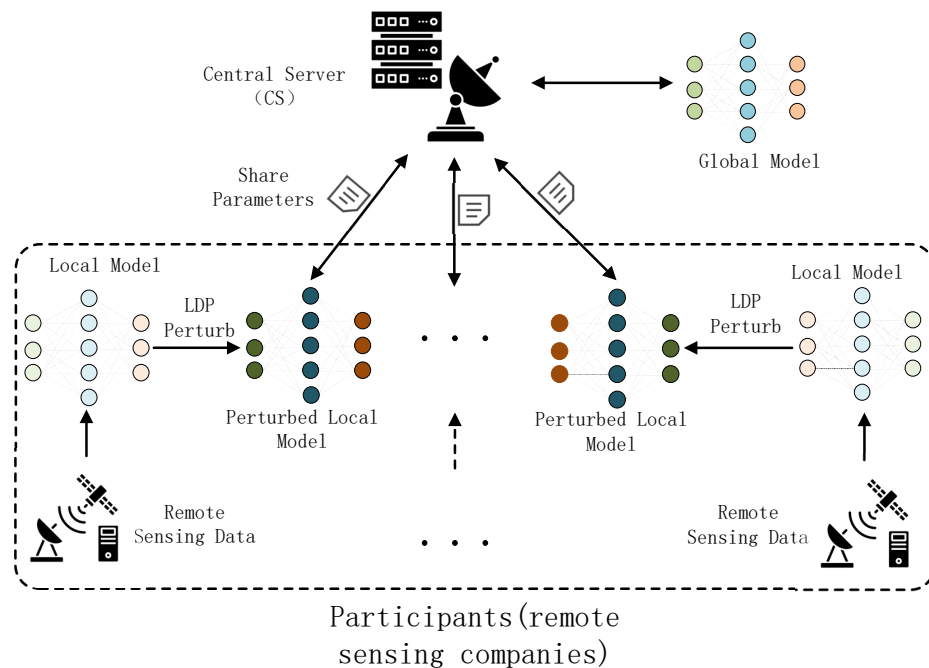 Central Server
（CS）
Global Model
Share
Parameters
Local Model
LDP
Perturb
Perturbed Local
Model
Remote
Sensing Data
. . .
. . .
Local Model
LDP
Perturb
Perturbed Local
Model
Remote
Sensing Data
Participants(remote
sensing companies)